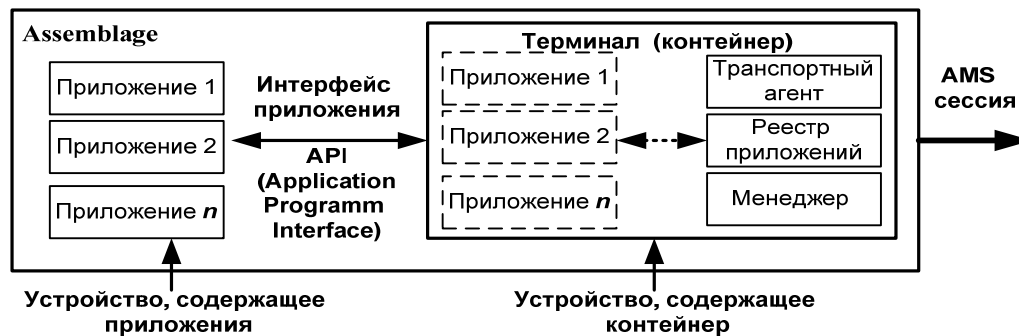 Assemblage
Приложение 1
Приложение 2
Приложение n
Интерфейс
приложения
API
(Application
Programm
Interface)
Терминал (контейнер)
Приложение 1
Приложение 2
Приложение n
Транспортный
агент
Реестр
приложений
Менеджер
AMS
сессия
Устройство, содержащее
приложения
Устройство, содержащее
контейнер